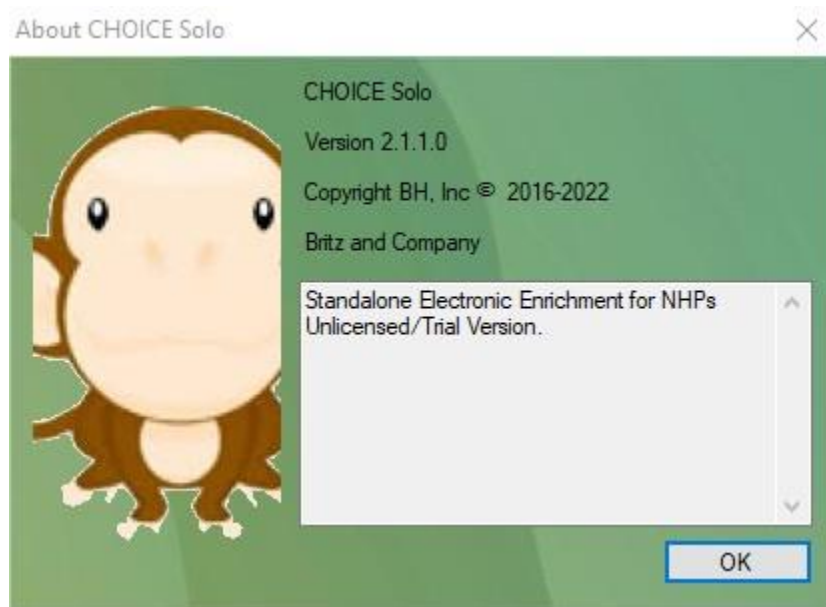 About CHOICE Solo
CHOICE Solo
Version 2.1.1.0
Copyright BH, Inc © 2016-2022
Britz and Company
Standalone Electronic Enrichment for NHPs
Unlicensed/Trial Version.
OK